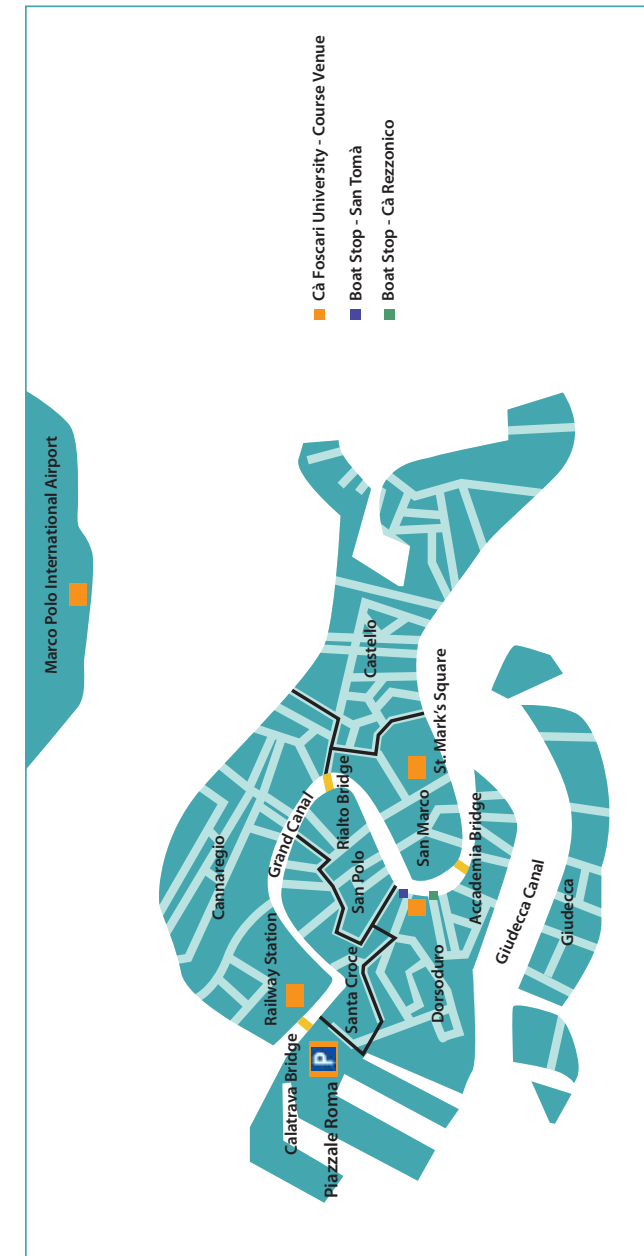 Marco Polo International Airport
Cà Foscari University - Course Venue
Boat Stop - San Tomà
Boat Stop - Cà Rezzonico
Cannaregio
Grand Canal
Railway Station
Calatrava Bridge
P
Piazzale Roma
Santa Croce
San Polo
Rialto Bridge
Castello
St. Mark's Square
San Marco
Accademia Bridge
Dorsoduro
Giudecca Canal
Giudecca